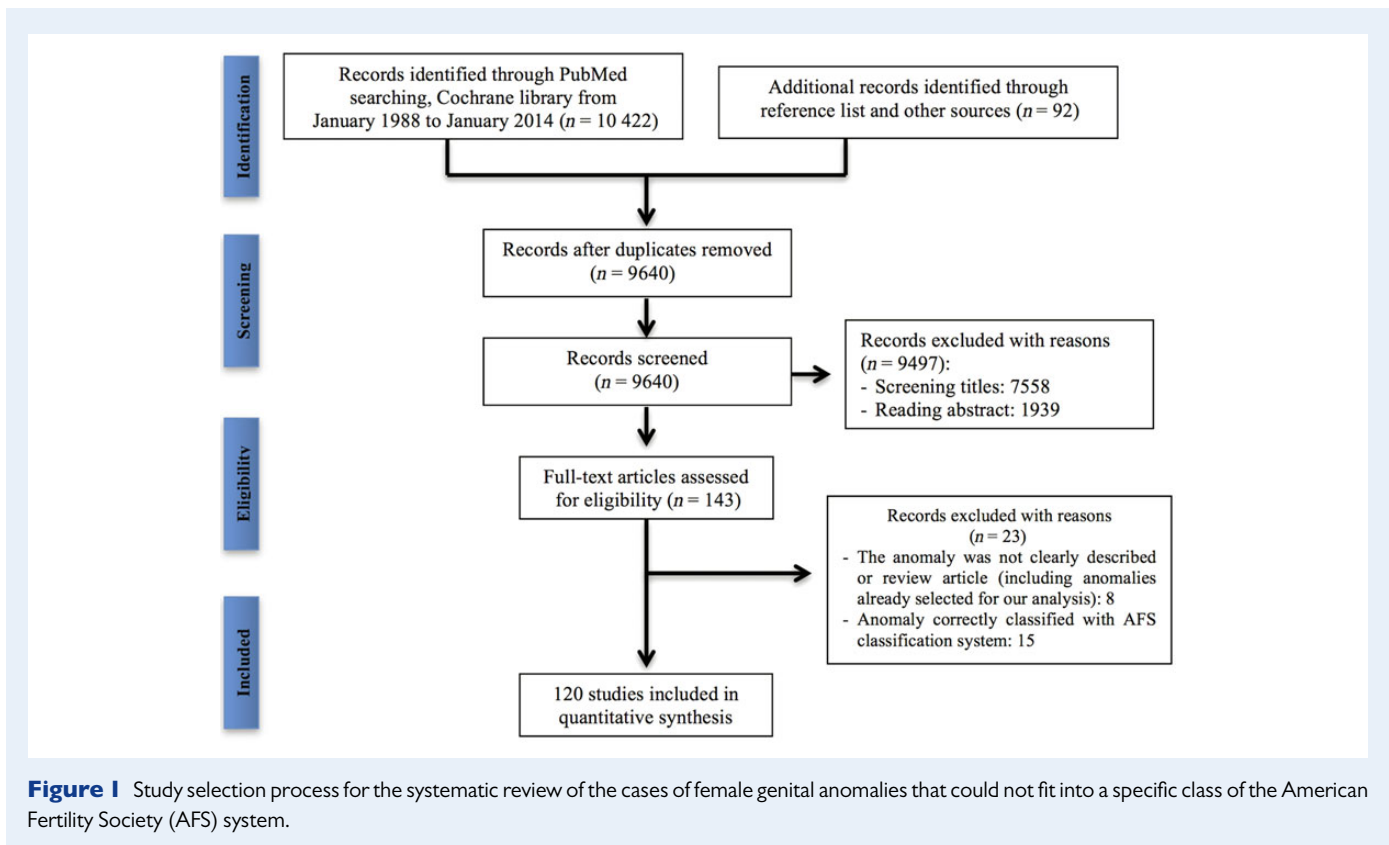 Identification
Records identified through PubMed
searching, Cochrane library from
January 1988 to January 2014 (n = 10 422)
Additional records identified through
reference list and other sources (n = 92)
Screening
Records after duplicates removed
(n = 9640)
Records screened
(n = 9640)
Records excluded with reasons
(n = 9497):
- Screening titles: 7558
- Reading abstract: 1939
Eligibility
Full-text articles assessed
for eligibility (n = 143)
Records excluded with reasons
(n = 23)
- The anomaly was not clearly described
or review article (including anomalies
already selected for our analysis): 8
- Anomaly correctly classified with AFS
classification system: 15
Included
120 studies included in
quantitative synthesis
Figure 1 Study selection process for the systematic review of the cases of female genital anomalies that could not fit into a specific class of the American
Fertility Society (AFS) system.